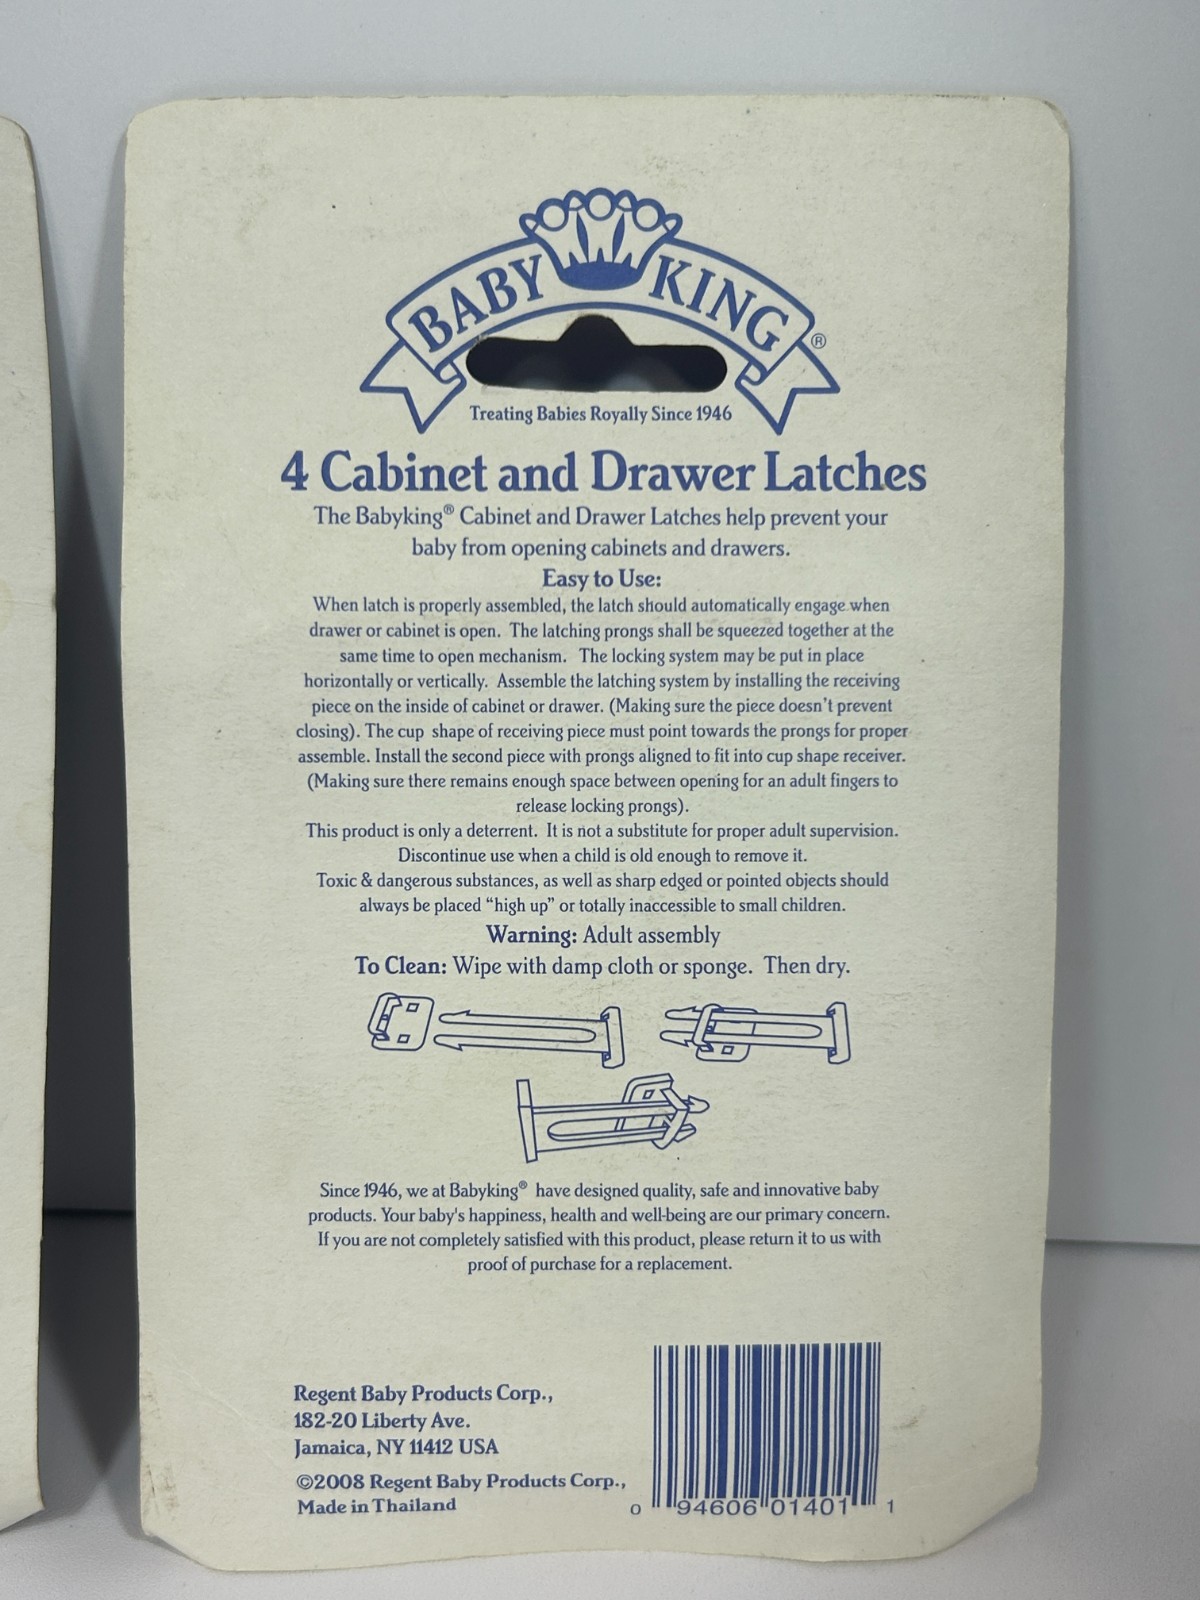 BABY KING®
Treating Babies Royally Since 1946
4 Cabinet and Drawer Latches
The Babyking® Cabinet and Drawer Latches help prevent your
baby from opening cabinets and drawers.
Easy to Use:
When latch is properly assembled, the latch should automatically engage when
drawer or cabinet is open. The latching prongs shall be squeezed together at the
same time to open mechanism. The locking system may be put in place
horizontally or vertically. Assemble the latching system by installing the receiving
piece on the inside of cabinet or drawer. (Making sure the piece doesn't prevent
closing). The cup shape of receiving piece must point towards the prongs for proper
assemble. Install the second piece with prongs aligned to fit into cup shape receiver.
(Making sure there remains enough space between opening for an adult fingers to
release locking prongs).
This product is only a deterrent. It is not a substitute for proper adult supervision.
Discontinue use when a child is old enough to remove it.
Toxic & dangerous substances, as well as sharp edged or pointed objects should
always be placed “high up” or totally inaccessible to small children.
Warning: Adult assembly
To Clean: Wipe with damp cloth or sponge. Then dry.
Since 1946, we at Babyking® have designed quality, safe and innovative baby
products. Your baby's happiness, health and well-being are our primary concern.
If you are not completely satisfied with this product, please return it to us with
proof of purchase for a replacement.
Regent Baby Products Corp.,
182-20 Liberty Ave.
Jamaica, NY 11412 USA
©2008 Regent Baby Products Corp.,
Made in Thailand
0 94606 01401 1